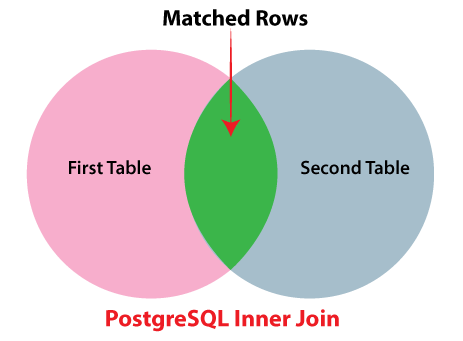 Matched Rows
First Table
Second Table
PostgreSQL Inner Join